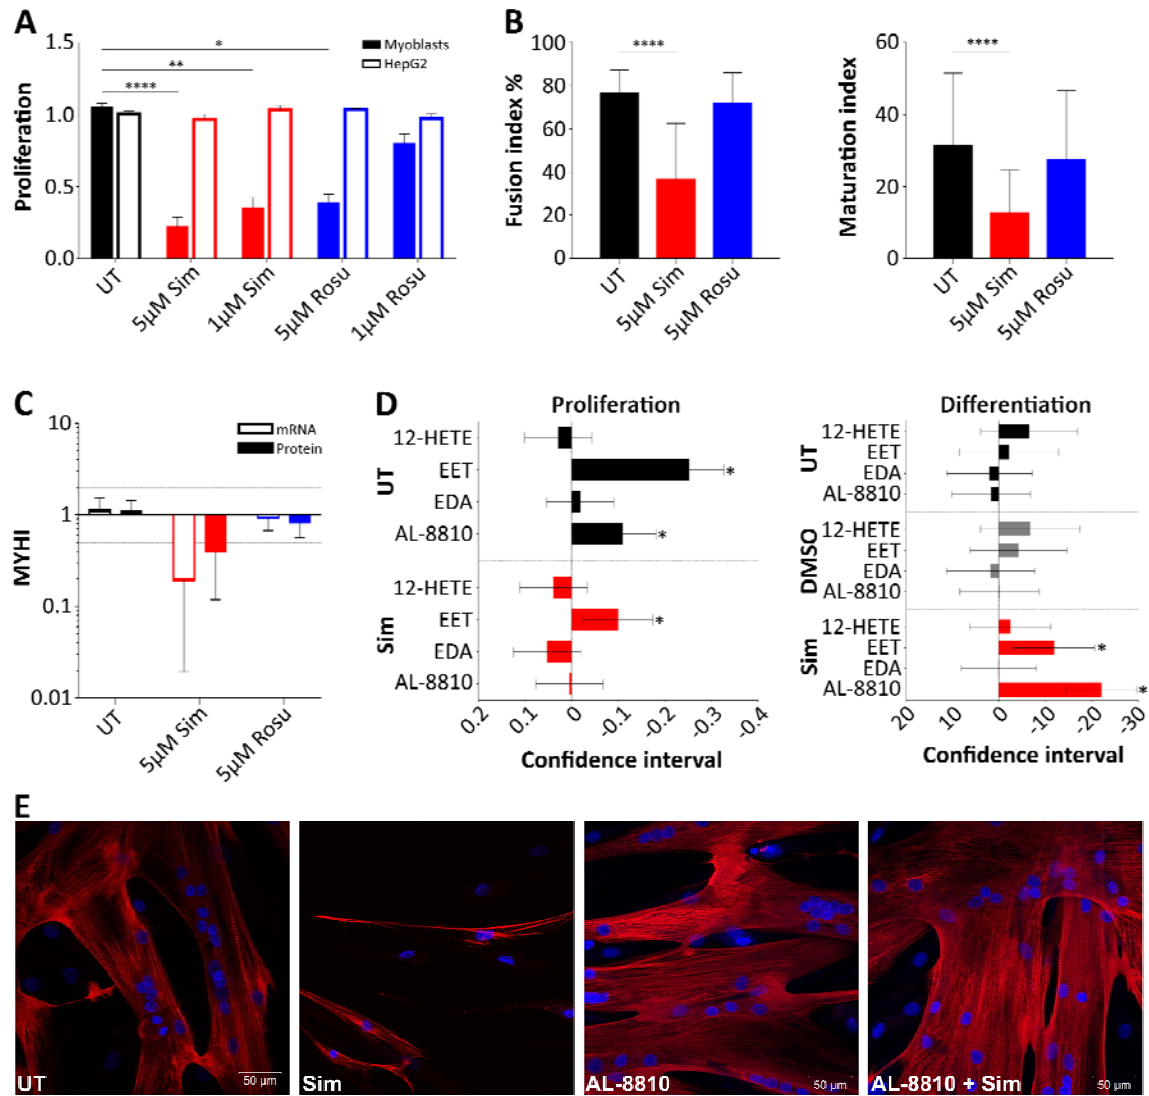 A
1.5
1.0
0.5
0.0
Proliferation
*
**
****
Myoblasts
HepG2
UT
5µM Sim
1µM Sim
5µM Rosu
1µM Rosu
B
100
80
60
40
20
0
Fusion index %
****
UT
5µM Sim
5µM Rosu
60
40
20
0
Maturation index
****
UT
5µM Sim
5µM Rosu
C
10
1
0.1
0.01
MYHI
mRNA
Protein
UT
5µM Sim
5µM Rosu
D
Proliferation
UT
12-HETE
EET
*
EDA
AL-8810
*
Sim
12-HETE
EET
*
EDA
AL-8810
0.2
0.1
0
-0.1
-0.2
-0.3
-0.4
Confidence interval
Differentiation
UT
12-HETE
EET
EDA
AL-8810
DMSO
12-HETE
EET
EDA
AL-8810
Sim
12-HETE
EET
*
EDA
AL-8810
*
20
10
0
-10
-20
-30
Confidence interval
E
UT
50 µm
Sim
AL-8810
50 µm
AL-8810 + Sim
50 µm